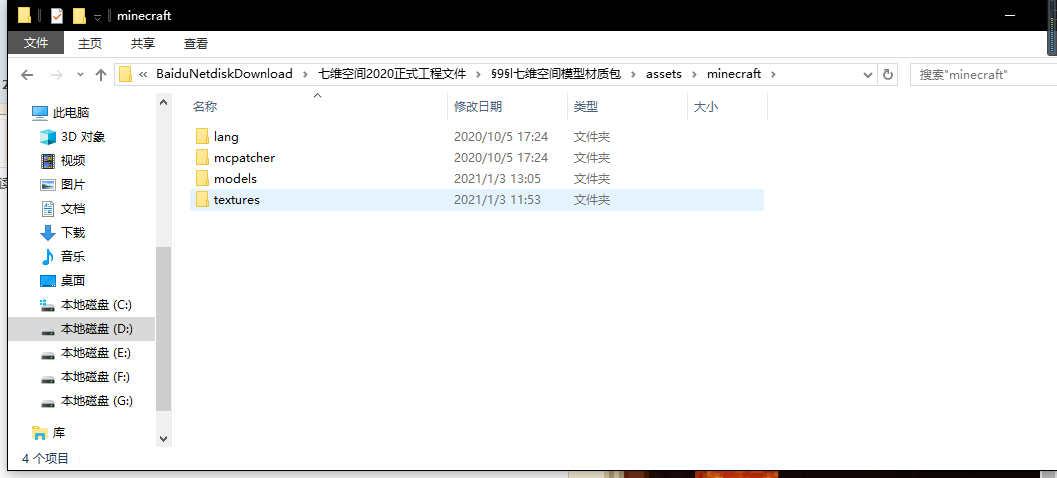 minecraft
文件 主页 共享 查看
« BaiduNetdiskDownload › 七维空间2020正式工程文件 › §9§l七维空间模型材质包 › assets › minecraft ›
搜索"minecraft"
名称 修改日期 类型 大小
lang 2020/10/5 17:24 文件夹
mcpatcher 2020/10/5 17:24 文件夹
models 2021/1/3 13:05 文件夹
textures 2021/1/3 11:53 文件夹
此电脑
3D 对象
视频
图片
文档
下载
音乐
桌面
本地磁盘 (C:)
本地磁盘 (D:)
本地磁盘 (E:)
本地磁盘 (F:)
本地磁盘 (G:)
库
4 个项目